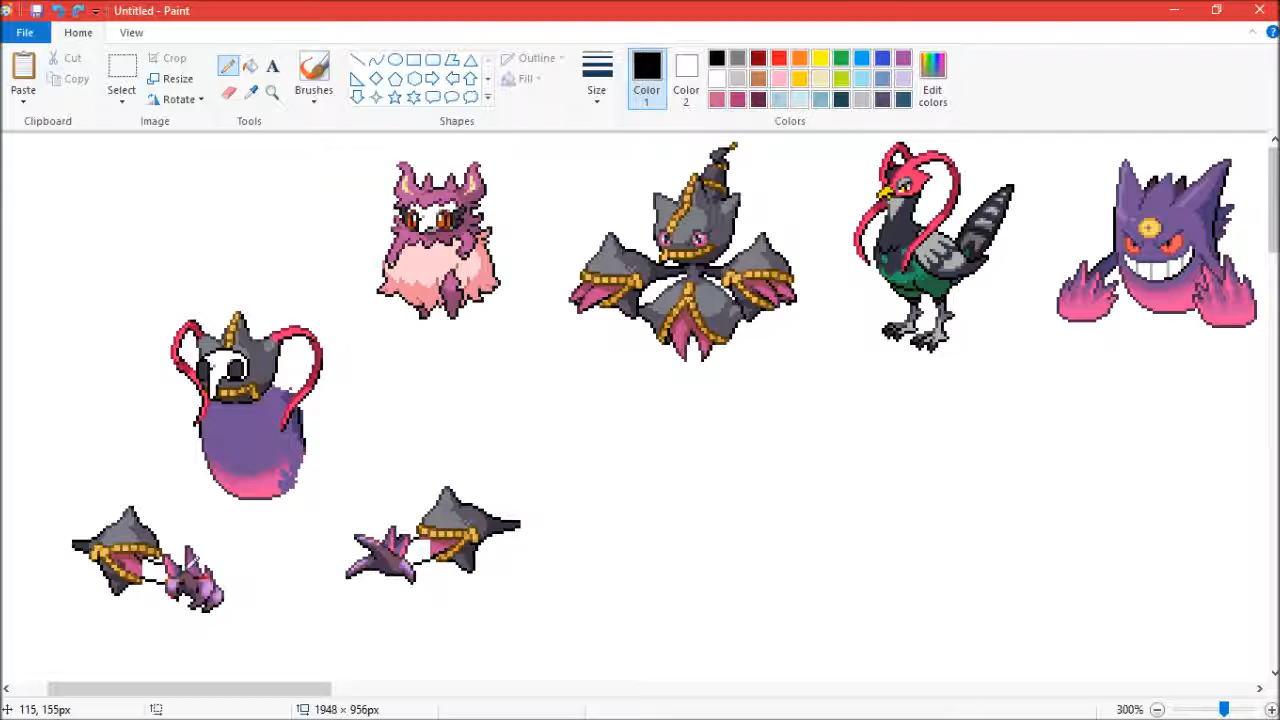 Untitled - Paint
File Home View
Paste
Cut
Copy
Clipboard
Select
Crop
Resize
Rotate
Image
Tools
Brushes
Outline
Fill
Shapes
Size
Color 1
Color 2
Edit colors
Colors
115, 155px
1948 × 956px
300%